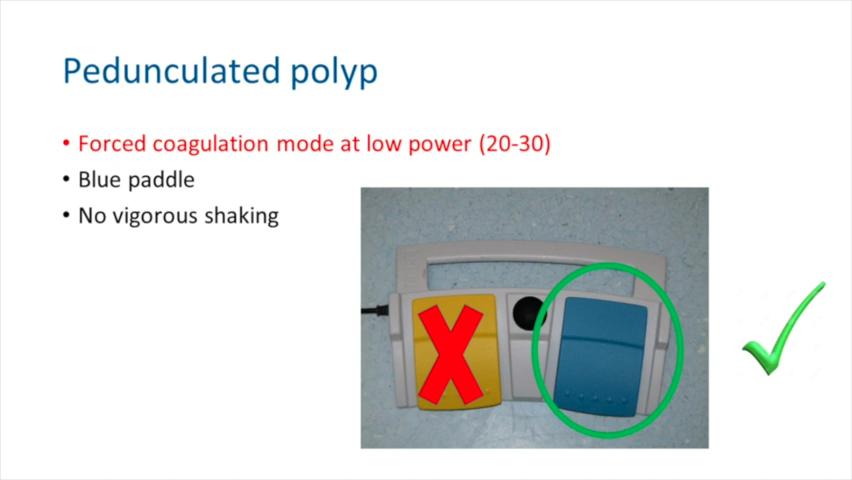 Pedunculated polyp
• Forced coagulation mode at low power (20-30)
• Blue paddle
• No vigorous shaking